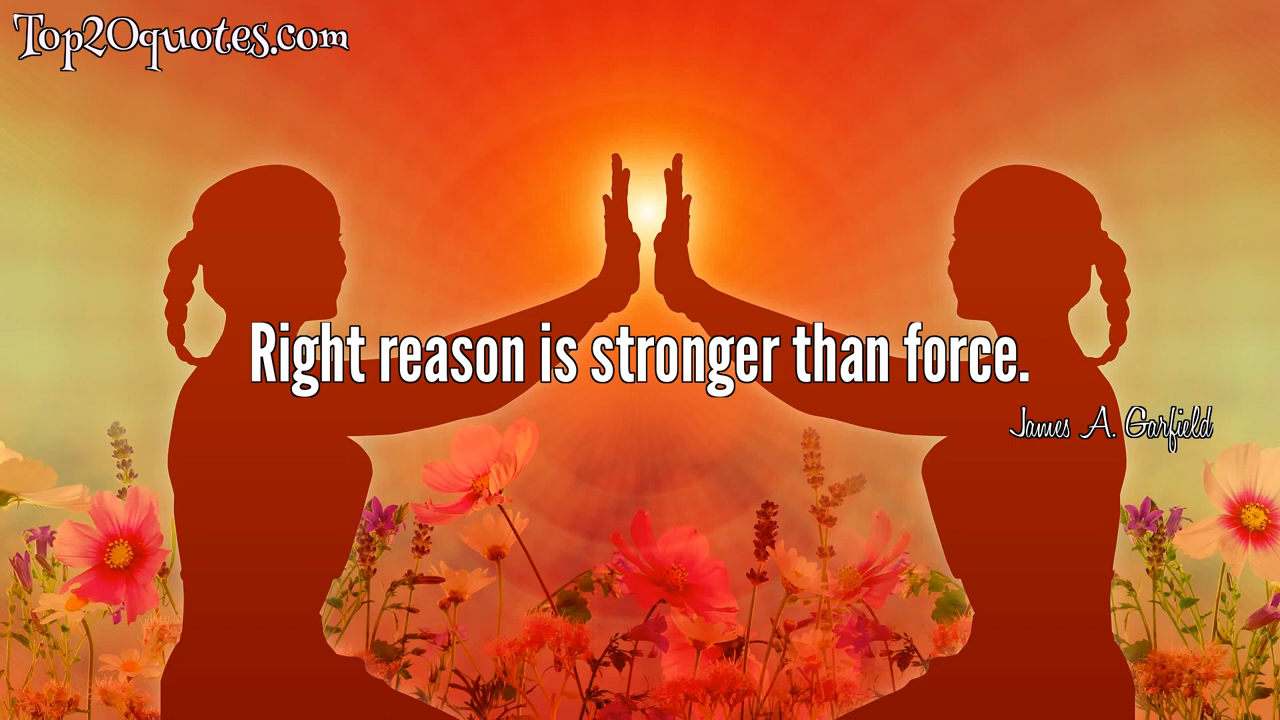 Top20quotes.com
Right reason is stronger than force.
James A. Garfield